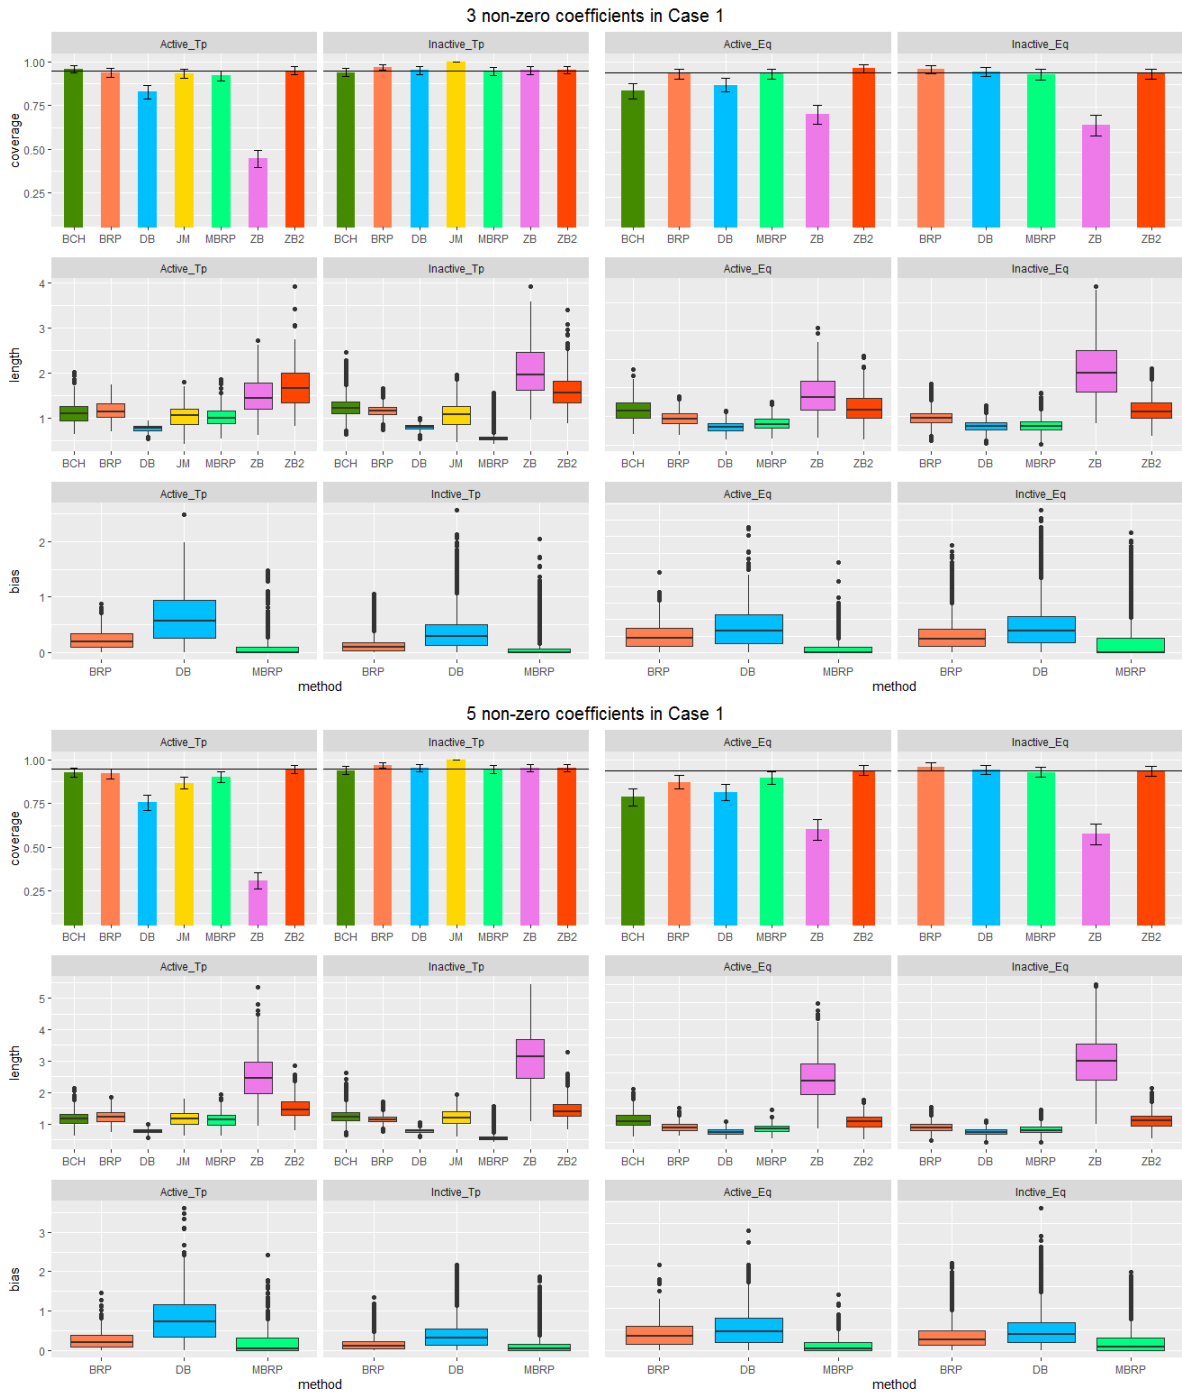 3 non-zero coefficients in Case 1
Active_Tp Inactive_Tp Active_Eq Inactive_Eq
coverage
1.00
0.75
0.50
0.25
BCH BRP DB JM MBRP ZB ZB2 BCH BRP DB JM MBRP ZB ZB2 BCH BRP DB MBRP ZB ZB2 BRP DB MBRP ZB ZB2
Active_Tp Inactive_Tp Active_Eq Inactive_Eq
length
4
3
2
1
BCH BRP DB JM MBRP ZB ZB2 BCH BRP DB JM MBRP ZB ZB2 BCH BRP DB MBRP ZB ZB2 BRP DB MBRP ZB ZB2
Active_Tp Inctive_Tp Active_Eq Inctive_Eq
bias
2
1
0
BRP DB MBRP BRP DB MBRP BRP DB MBRP BRP DB MBRP
method method
5 non-zero coefficients in Case 1
Active_Tp Inactive_Tp Active_Eq Inactive_Eq
coverage
1.00
0.75
0.50
0.25
BCH BRP DB JM MBRP ZB ZB2 BCH BRP DB JM MBRP ZB ZB2 BCH BRP DB MBRP ZB ZB2 BRP DB MBRP ZB ZB2
Active_Tp Inactive_Tp Active_Eq Inactive_Eq
length
5
4
3
2
1
BCH BRP DB JM MBRP ZB ZB2 BCH BRP DB JM MBRP ZB ZB2 BCH BRP DB MBRP ZB ZB2 BRP DB MBRP ZB ZB2
Active_Tp Inctive_Tp Active_Eq Inctive_Eq
bias
3
2
1
0
BRP DB MBRP BRP DB MBRP BRP DB MBRP BRP DB MBRP
method method